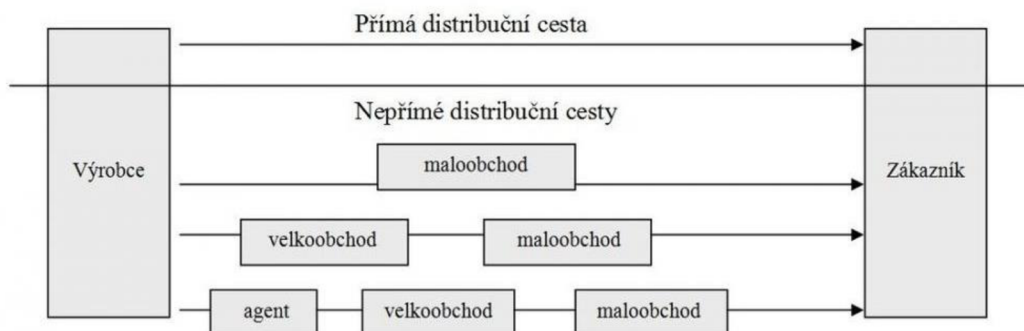 Přímá distribuční cesta
Nepřímé distribuční cesty
Výrobce
maloobchod
Zákazník
velkoobchod
maloobchod
agent
velkoobchod
maloobchod